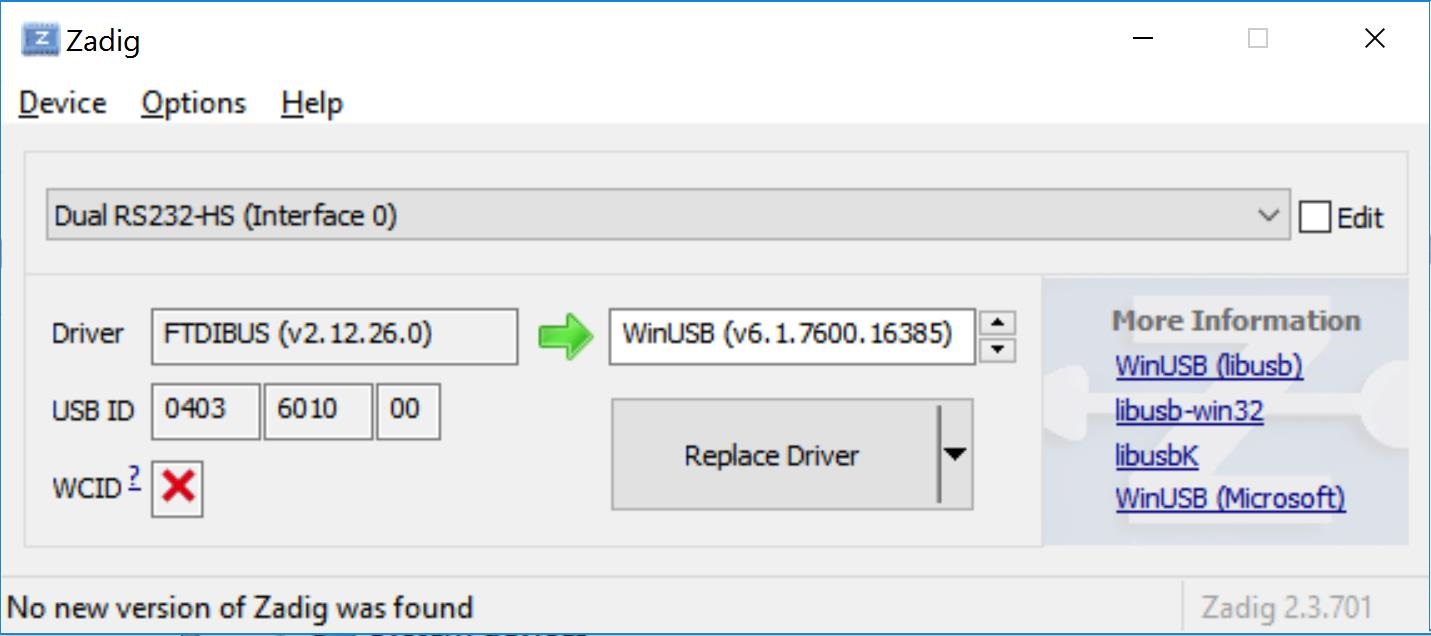 Zadig
Device Options Help
Dual RS232-HS (Interface 0) Edit
Driver FTDIBUS (v2.12.26.0) WinUSB (v6.1.7600.16385)
USB ID 0403 6010 00
WCID ?
Replace Driver
More Information
WinUSB (libusb)
libusb-win32
libusbK
WinUSB (Microsoft)
No new version of Zadig was found Zadig 2.3.701